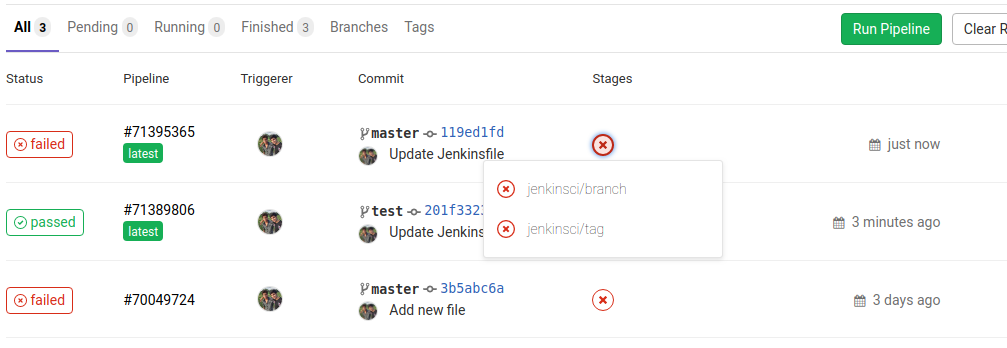 All 3 Pending 0 Running 0 Finished 3 Branches Tags Run Pipeline Clear R
Status Pipeline Triggerer Commit Stages
failed #71395365 master 119ed1fd just now
latest Update Jenkinsfile
jenkinsci/branch
passed #71389806 test 201f3323 3 minutes ago
latest Update Jenkins
jenkinsci/tag
failed #70049724 master 3b5abc6a 3 days ago
Add new file